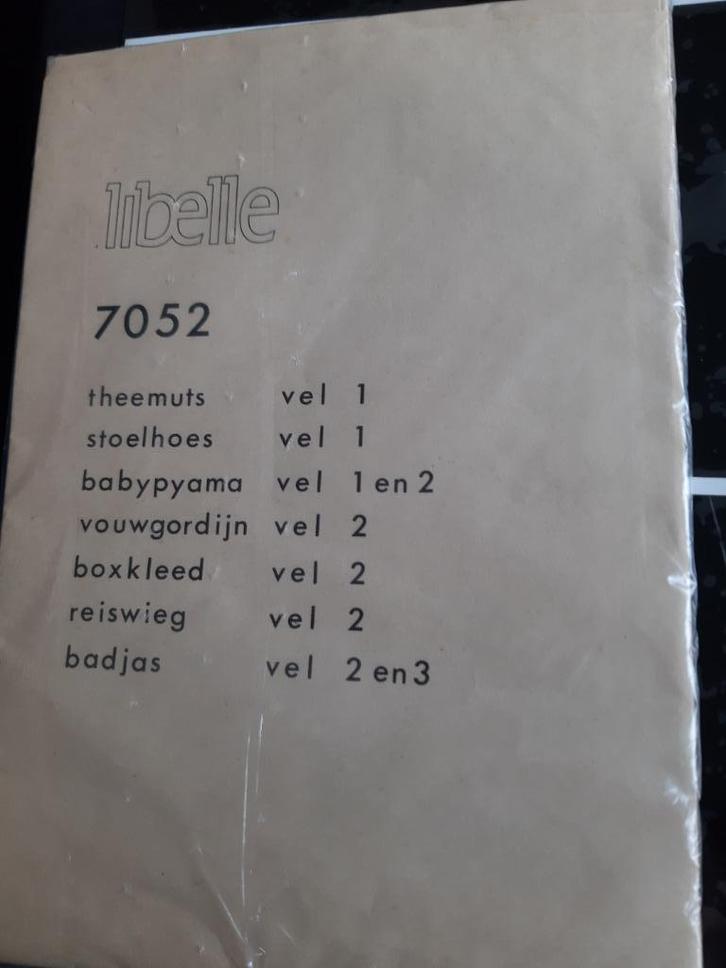 libelle
7052
theemuts vel 1
stoelhoes vel 1
babypyama vel 1 en 2
vouwgordijn vel 2
boxkleed vel 2
reiswieg vel 2
badjas vel 2 en 3